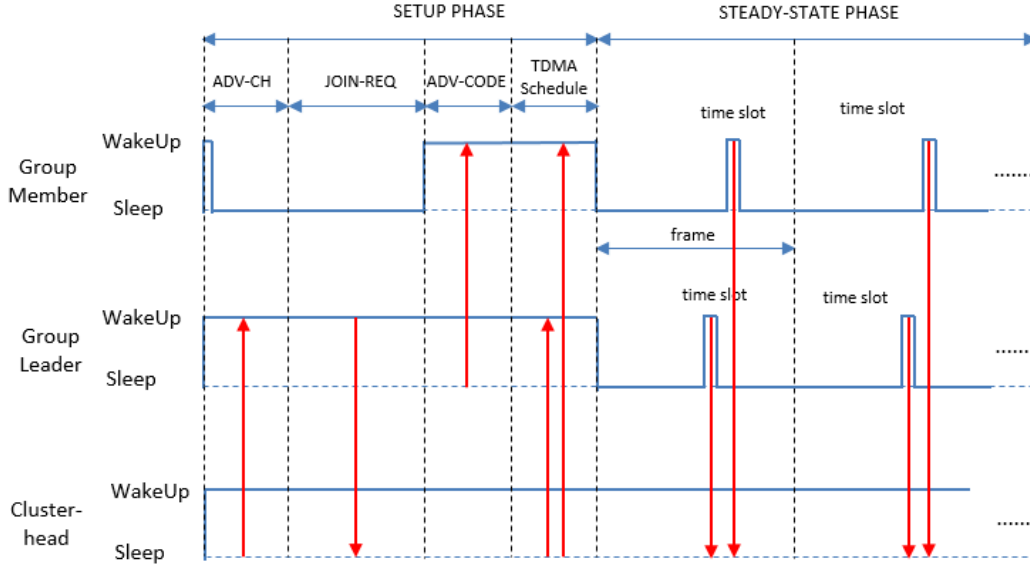 SETUP PHASE
STEADY-STATE PHASE
ADV-CH
JOIN-REQ
ADV-CODE
TDMA
Schedule
time slot
time slot
WakeUp
Group
Member
Sleep
.......
frame
time slot
time slot
WakeUp
Group
Leader
Sleep
......
WakeUp
Cluster-
head
Sleep
......